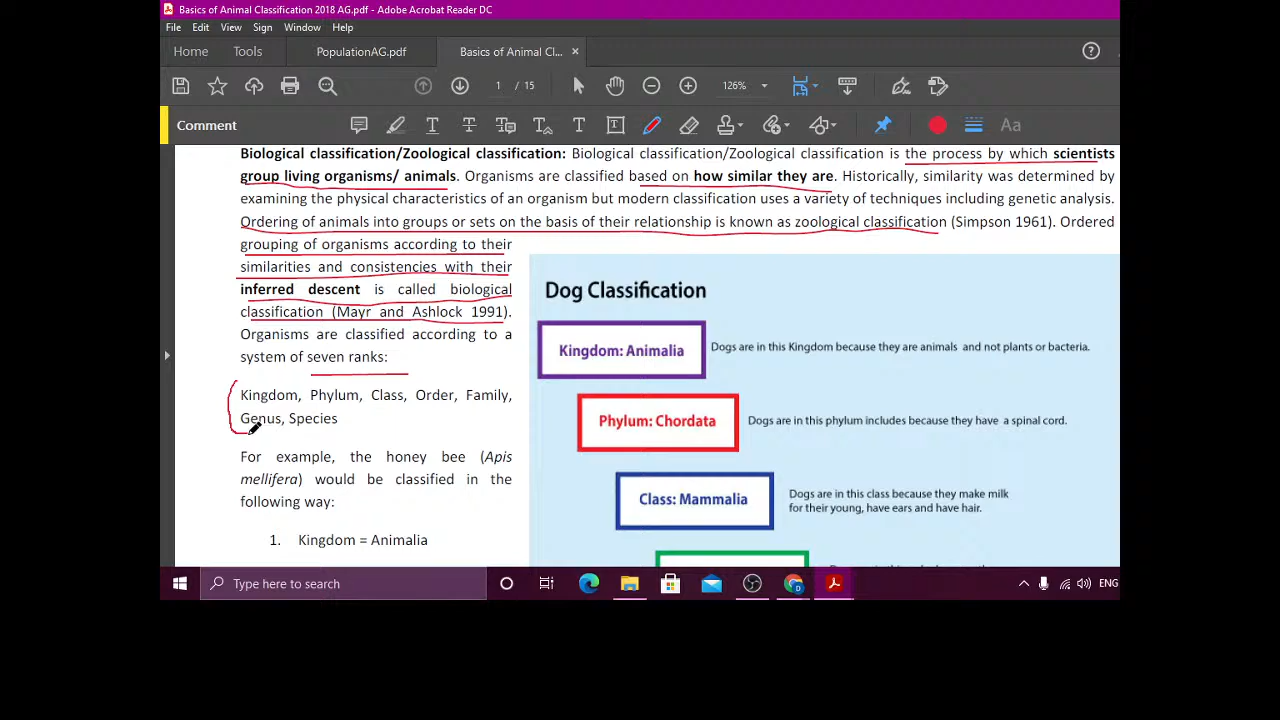 Basics of Animal Classification 2018 AG.pdf - Adobe Acrobat Reader DC
File Edit View Sign Window Help
Home Tools PopulationAG.pdf Basics of Animal Cl... ×
1 / 15 126%
Comment
Aa
Biological classification/Zoological classification: Biological classification/Zoological classification is the process by which scientists
group living organisms/ animals. Organisms are classified based on how similar they are. Historically, similarity was determined by
examining the physical characteristics of an organism but modern classification uses a variety of techniques including genetic analysis.
Ordering of animals into groups or sets on the basis of their relationship is known as zoological classification (Simpson 1961). Ordered
grouping of organisms according to their
similarities and consistencies with their
inferred descent is called biological
classification (Mayr and Ashlock 1991).
Organisms are classified according to a
system of seven ranks:
Kingdom, Phylum, Class, Order, Family,
Genus, Species
For example, the honey bee (Apis
mellifera) would be classified in the
following way:
1. Kingdom = Animalia
Dog Classification
Kingdom: Animalia
Dogs are in this Kingdom because they are animals and not plants or bacteria.
Phylum: Chordata
Dogs are in this phylum includes because they have a spinal cord.
Class: Mammalia
Dogs are in this class because they make milk
for their young, have ears and have hair.
Type here to search
ENG